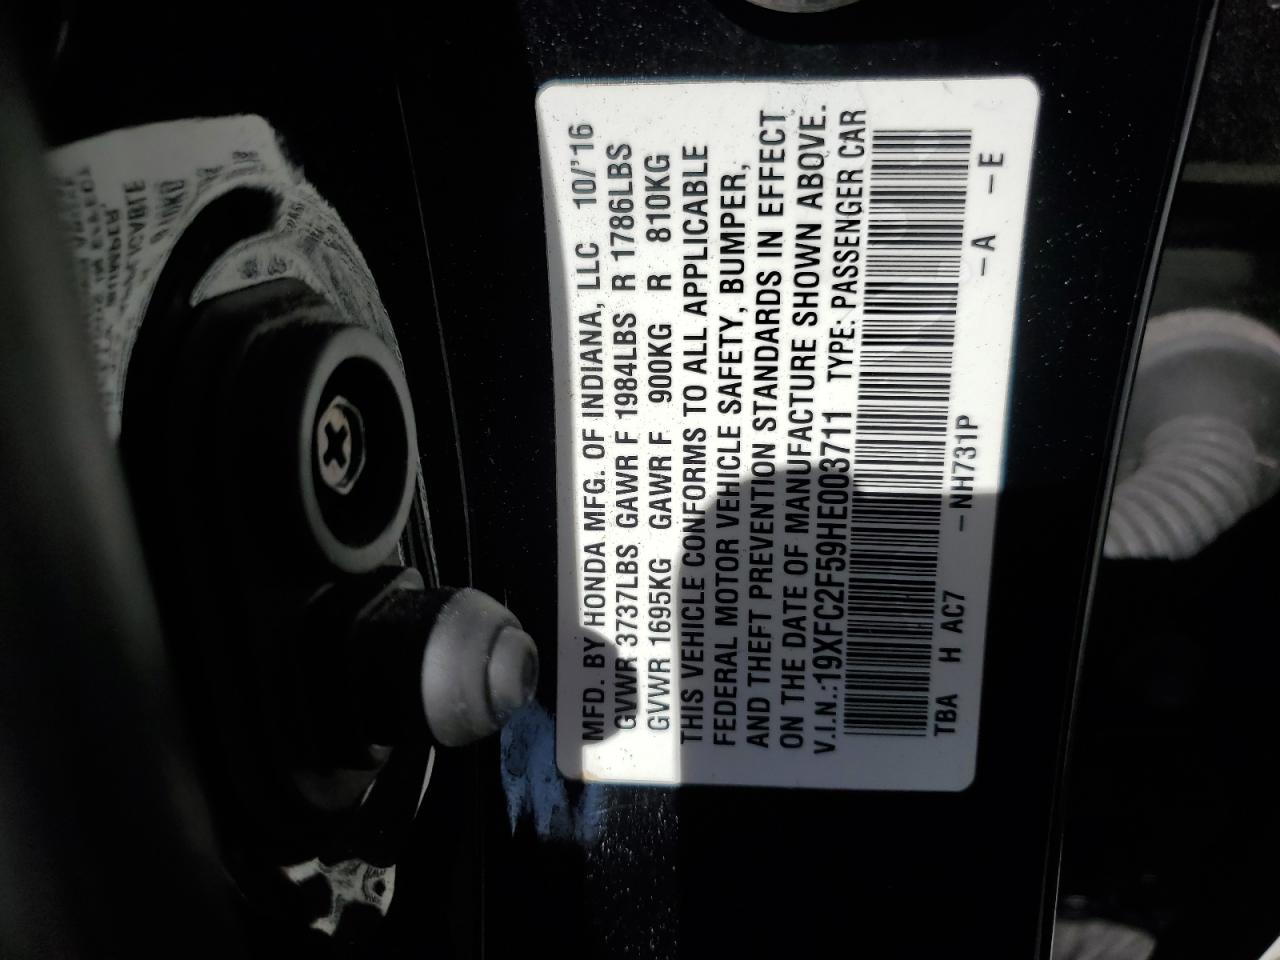 MFD. BY HONDA MFG. OF INDIANA, LLC 10/'16
GVWR 3737LBS GAWR F 1984LBS R 1786LBS
GVWR 1695KG GAWR F 900KG R 810KG
THIS VEHICLE CONFORMS TO ALL APPLICABLE
FEDERAL MOTOR VEHICLE SAFETY, BUMPER,
AND THEFT PREVENTION STANDARDS IN EFFECT
ON THE DATE OF MANUFACTURE SHOWN ABOVE.
V.I.N.:19XFC2F59HE003711 TYPE: PASSENGER CAR
TBA H AC7 -NH731P -A -E